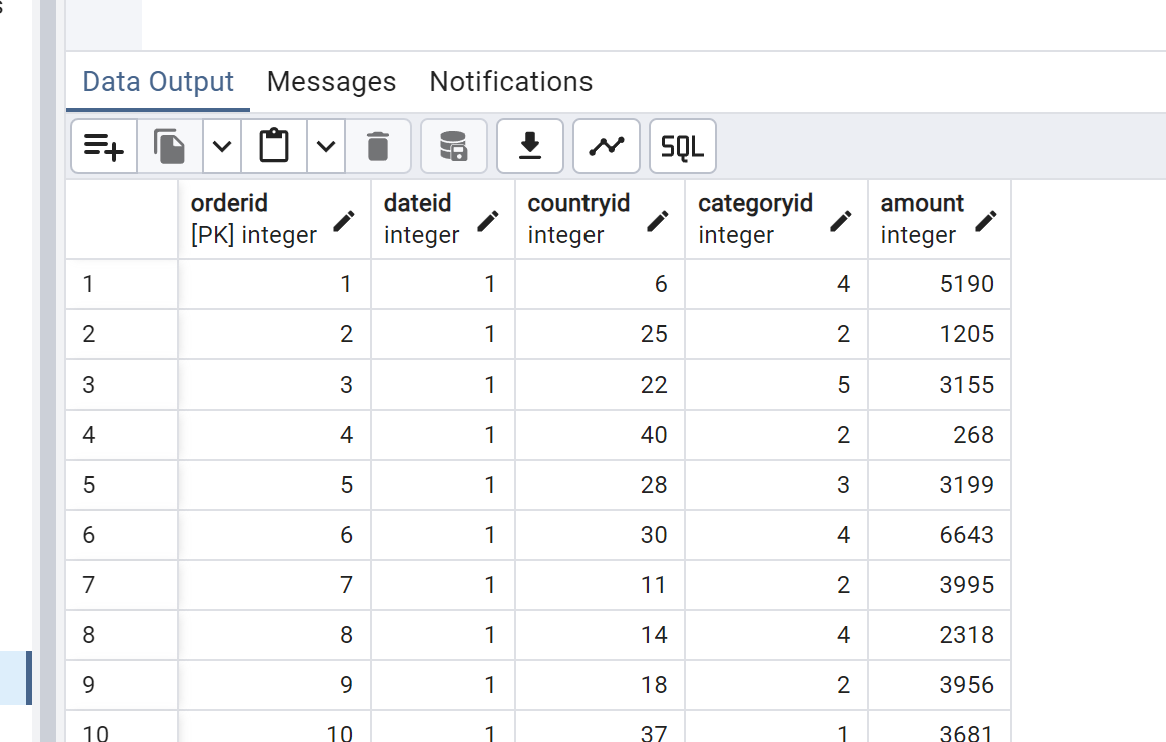 Data Output Messages Notifications
SQL
orderid dateid countryid categoryid amount
[PK] integer integer integer integer integer
1 1 1 6 4 5190
2 2 1 25 2 1205
3 3 1 22 5 3155
4 4 1 40 2 268
5 5 1 28 3 3199
6 6 1 30 4 6643
7 7 1 11 2 3995
8 8 1 14 4 2318
9 9 1 18 2 3956
10 10 1 37 1 3681